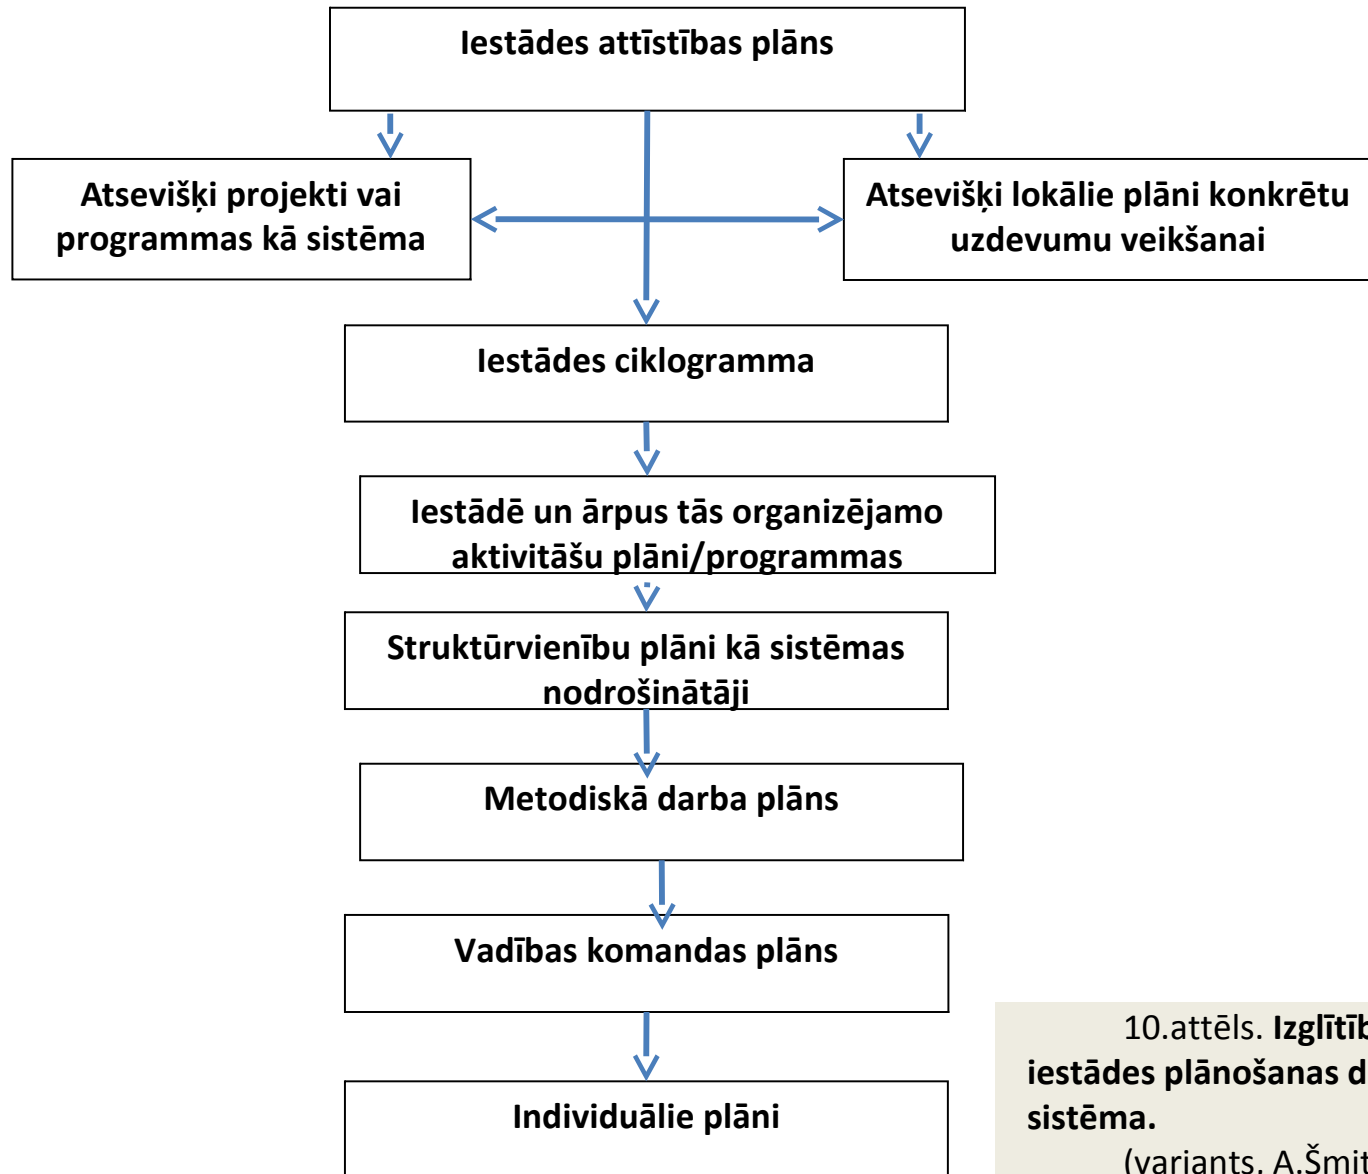 Iestādes attīstības plāns
Atsevišķi projekti vai
programmas kā sistēma
Atsevišķi lokālie plāni konkrētu
uzdevumu veikšanai
Iestādes ciklogramma
Iestādē un ārpus tās organizējamo
aktivitāšu plāni/programmas
Struktūrvienību plāni kā sistēmas
nodrošinātāji
Metodiskā darba plāns
Vadības komandas plāns
Individuālie plāni
10.attēls.
iestādes plānošanas
sistēma.
(variants,